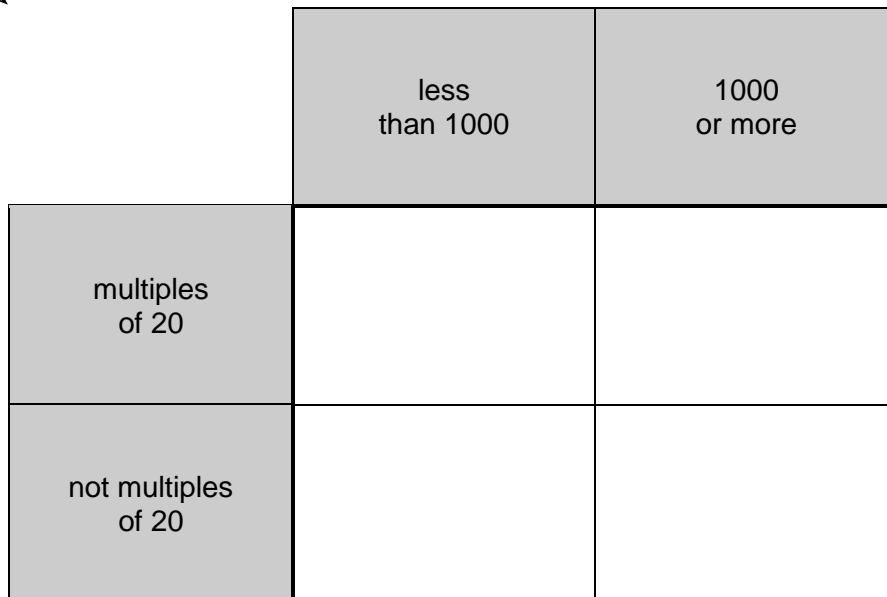 less
than 1000
1000
or more
multiples
of 20
not multiples
of 20